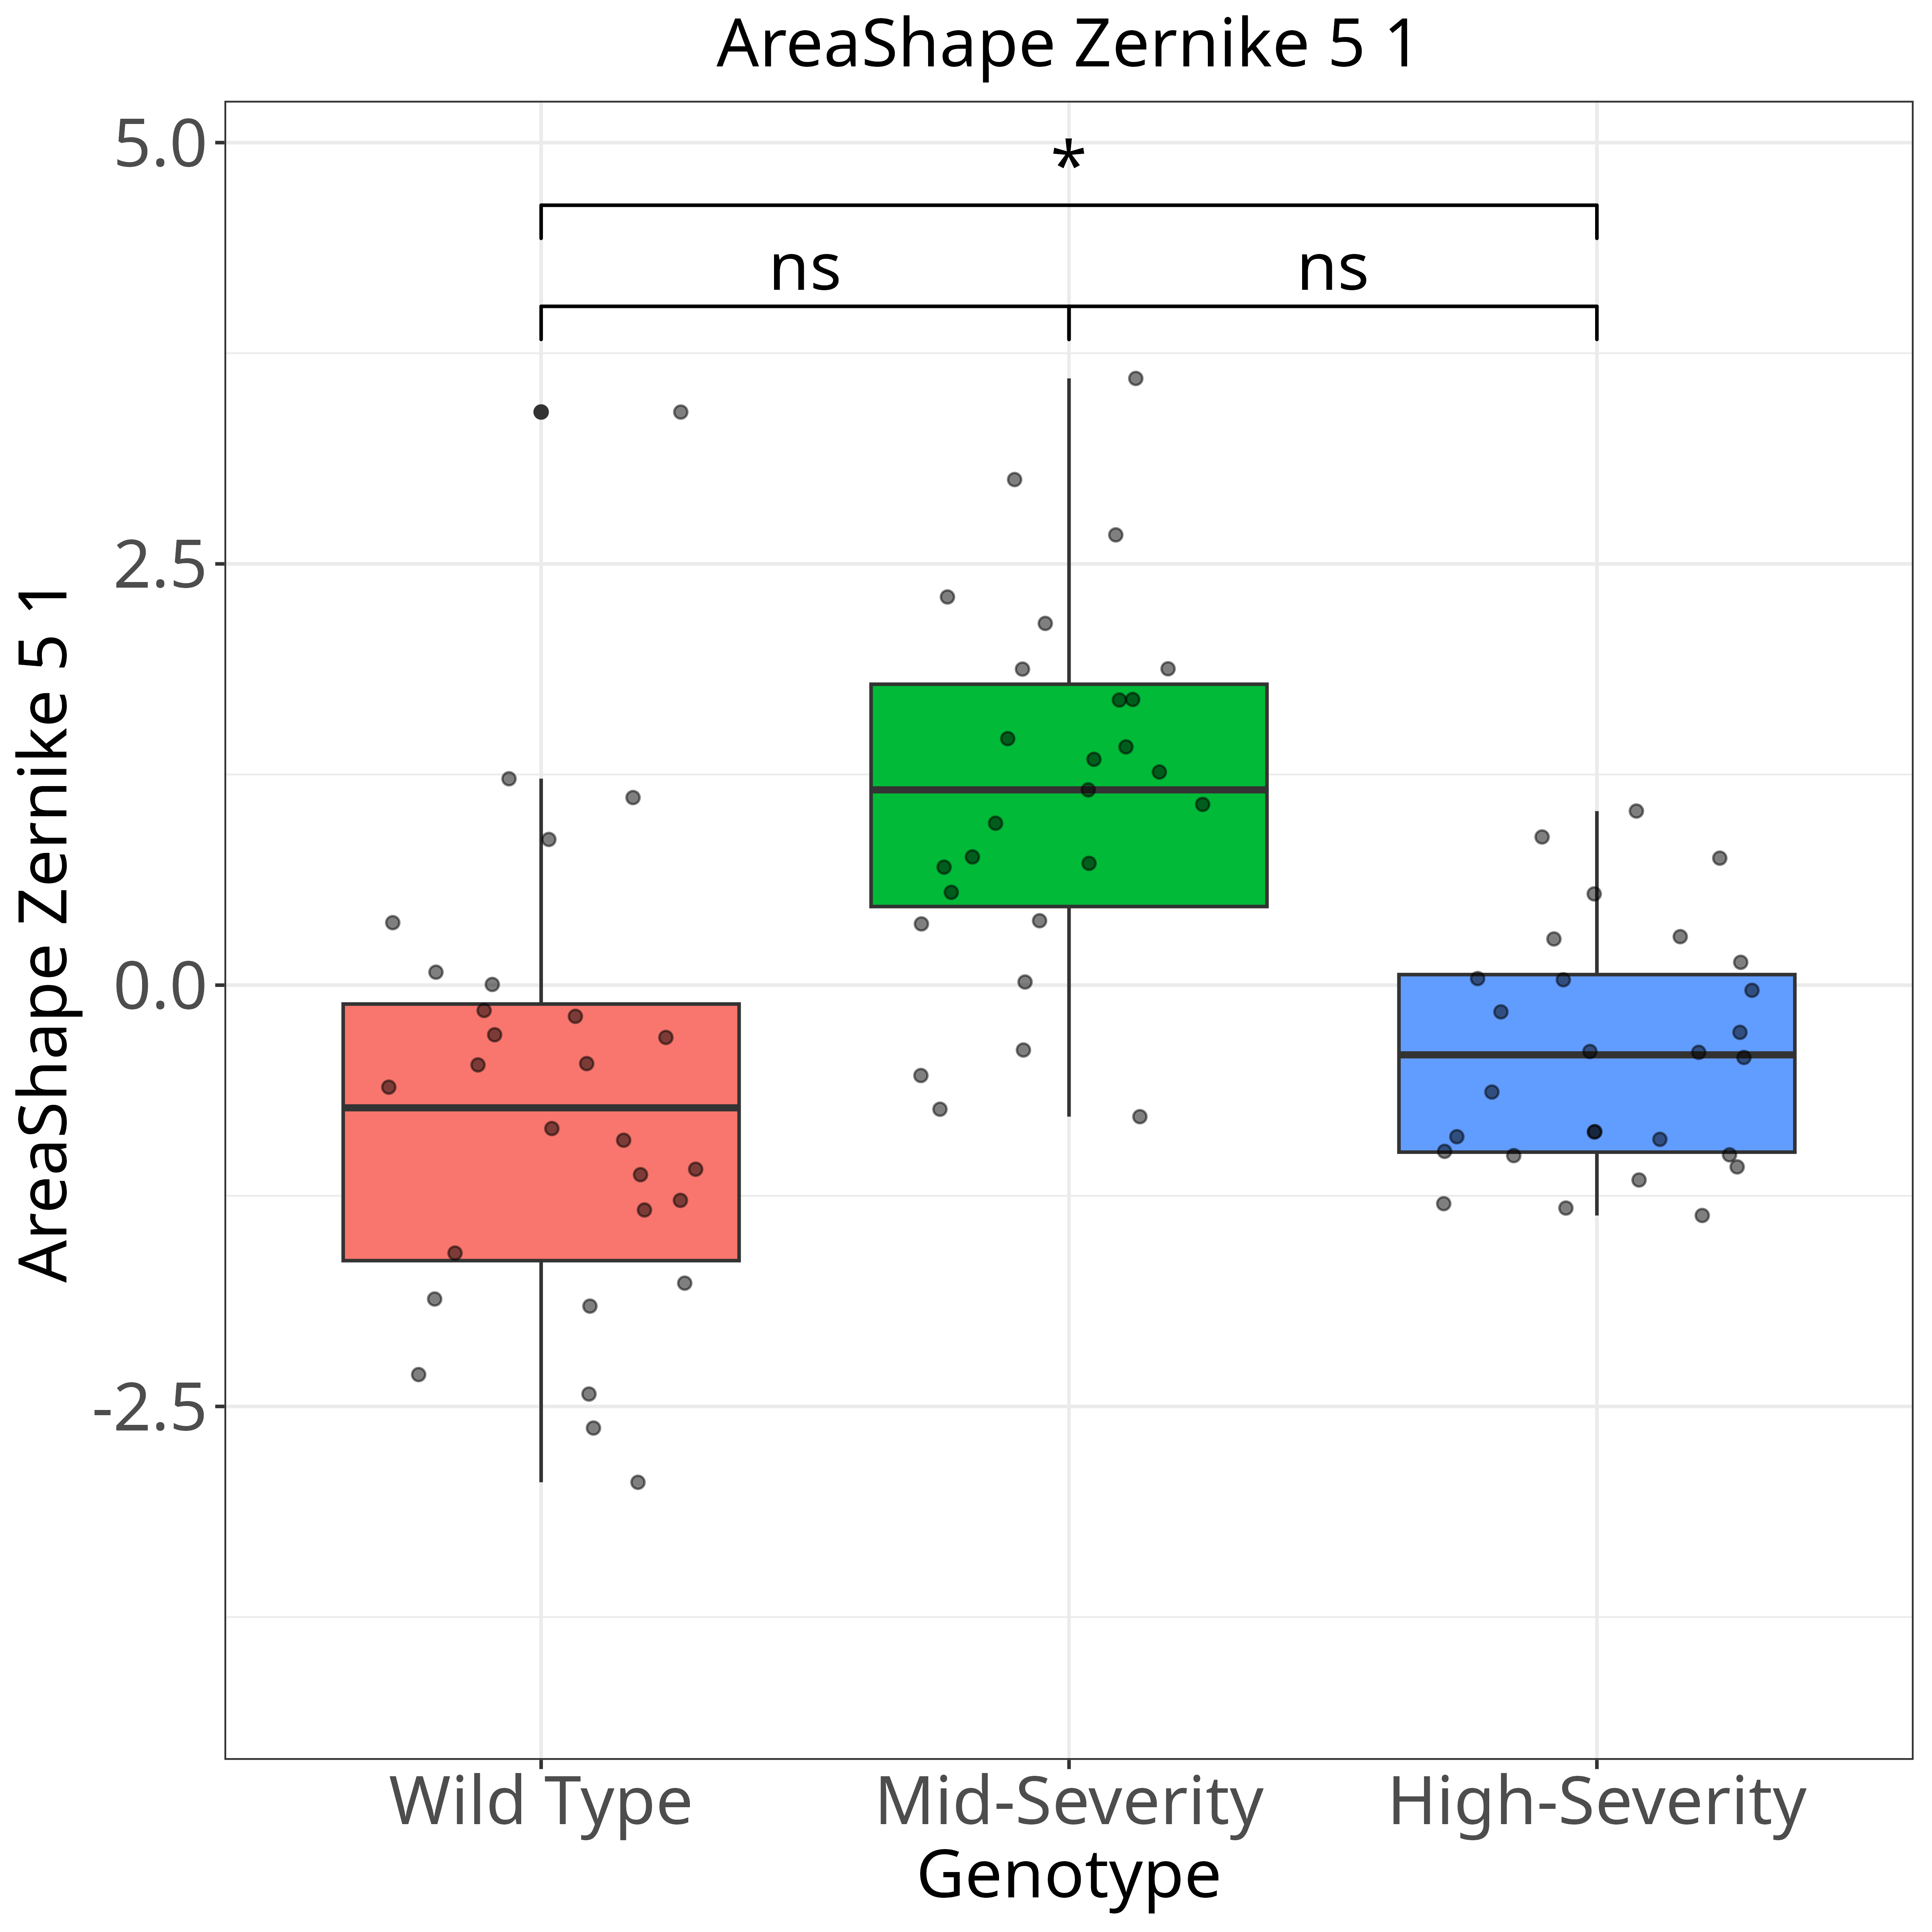 AreaShape Zernike 5 1
AreaShape Zernike 5 1
5.0
2.5
0.0
-2.5
*
ns ns
Wild Type Mid-Severity High-Severity
Genotype